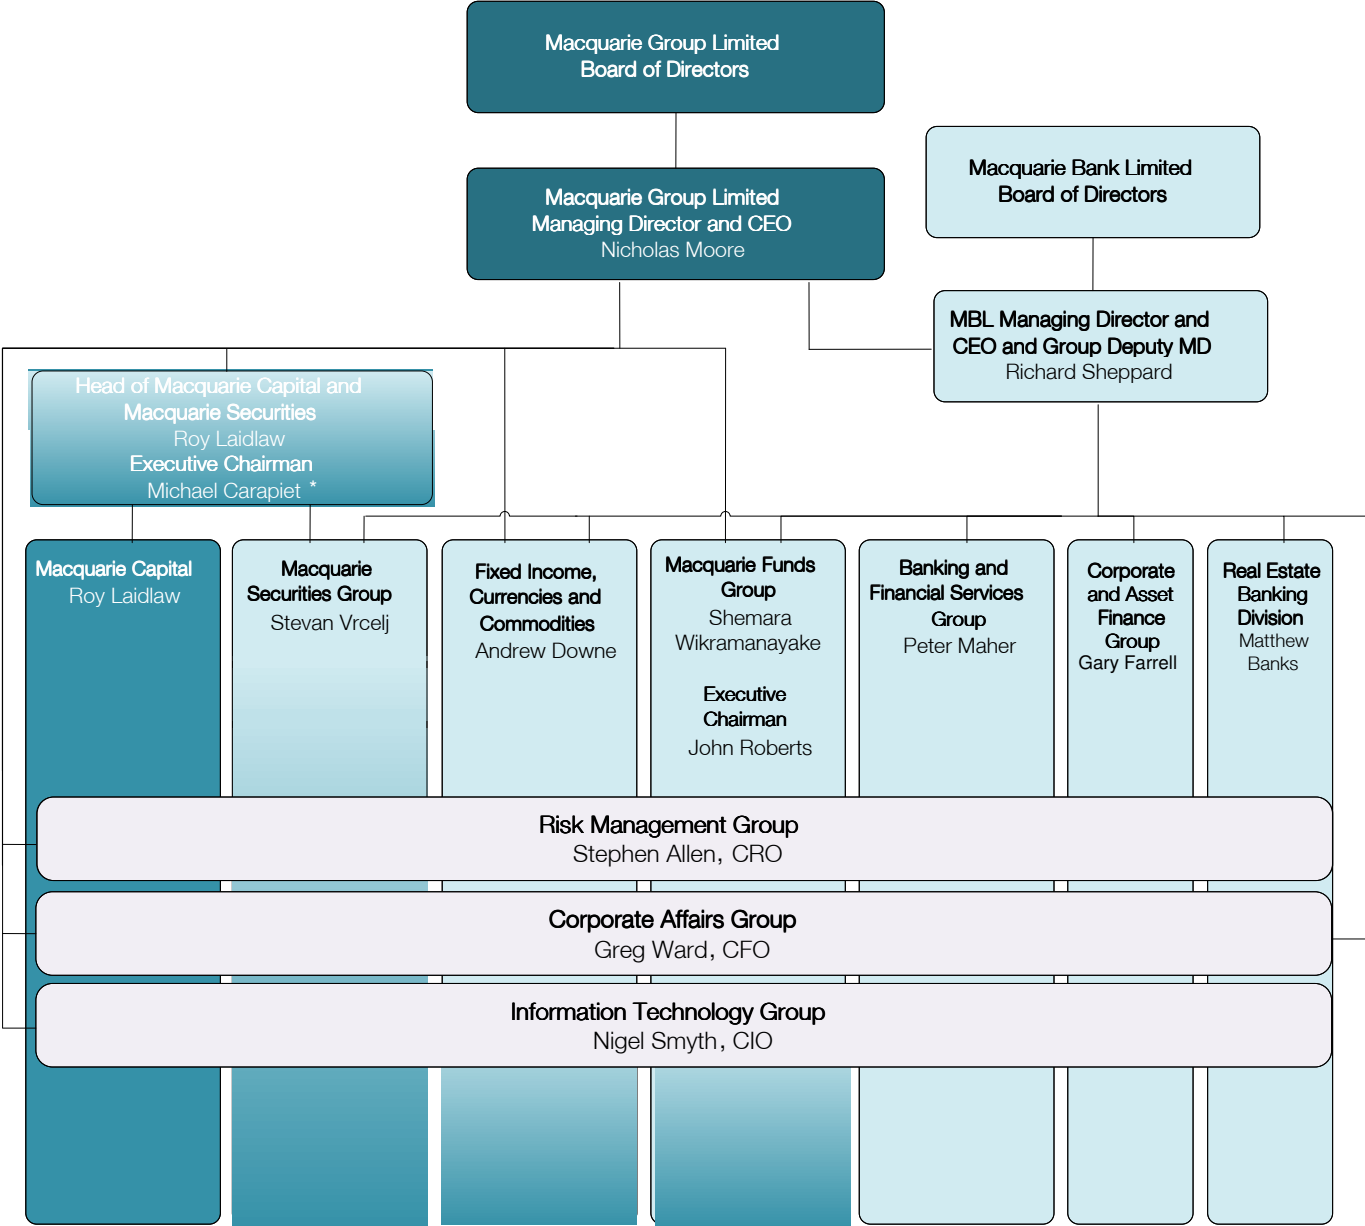 Macquarie Group Limited
Board of Directors
Macquarie Bank Limited
Board of Directors
Macquarie Group Limited
Managing Director and CEO
Nicholas Moore
MBL Managing Director and
CEO and Group Deputy MD
Richard Sheppard
Head of Macquarie Capital and
Macquarie Securities
Roy Laidlaw
Executive Chairman
Michael Carapiet *
Macquarie Capital
Roy Laidlaw
Macquarie
Securities Group
Stevan Vrcelj
Fixed Income,
Currencies and
Commodities
Andrew Downe
Macquarie Funds
Group
Shemara
Wikramanayake
Executive
Chairman
John Roberts
Banking and
Financial Services
Group
Peter Maher
Corporate
and Asset
Finance
Group
Gary Farrell
Real Estate
Banking
Division
Matthew
Banks
Risk Management Group
Stephen Allen, CRO
Corporate Affairs Group
Greg Ward, CFO
Information Technology Group
Nigel Smyth, CIO